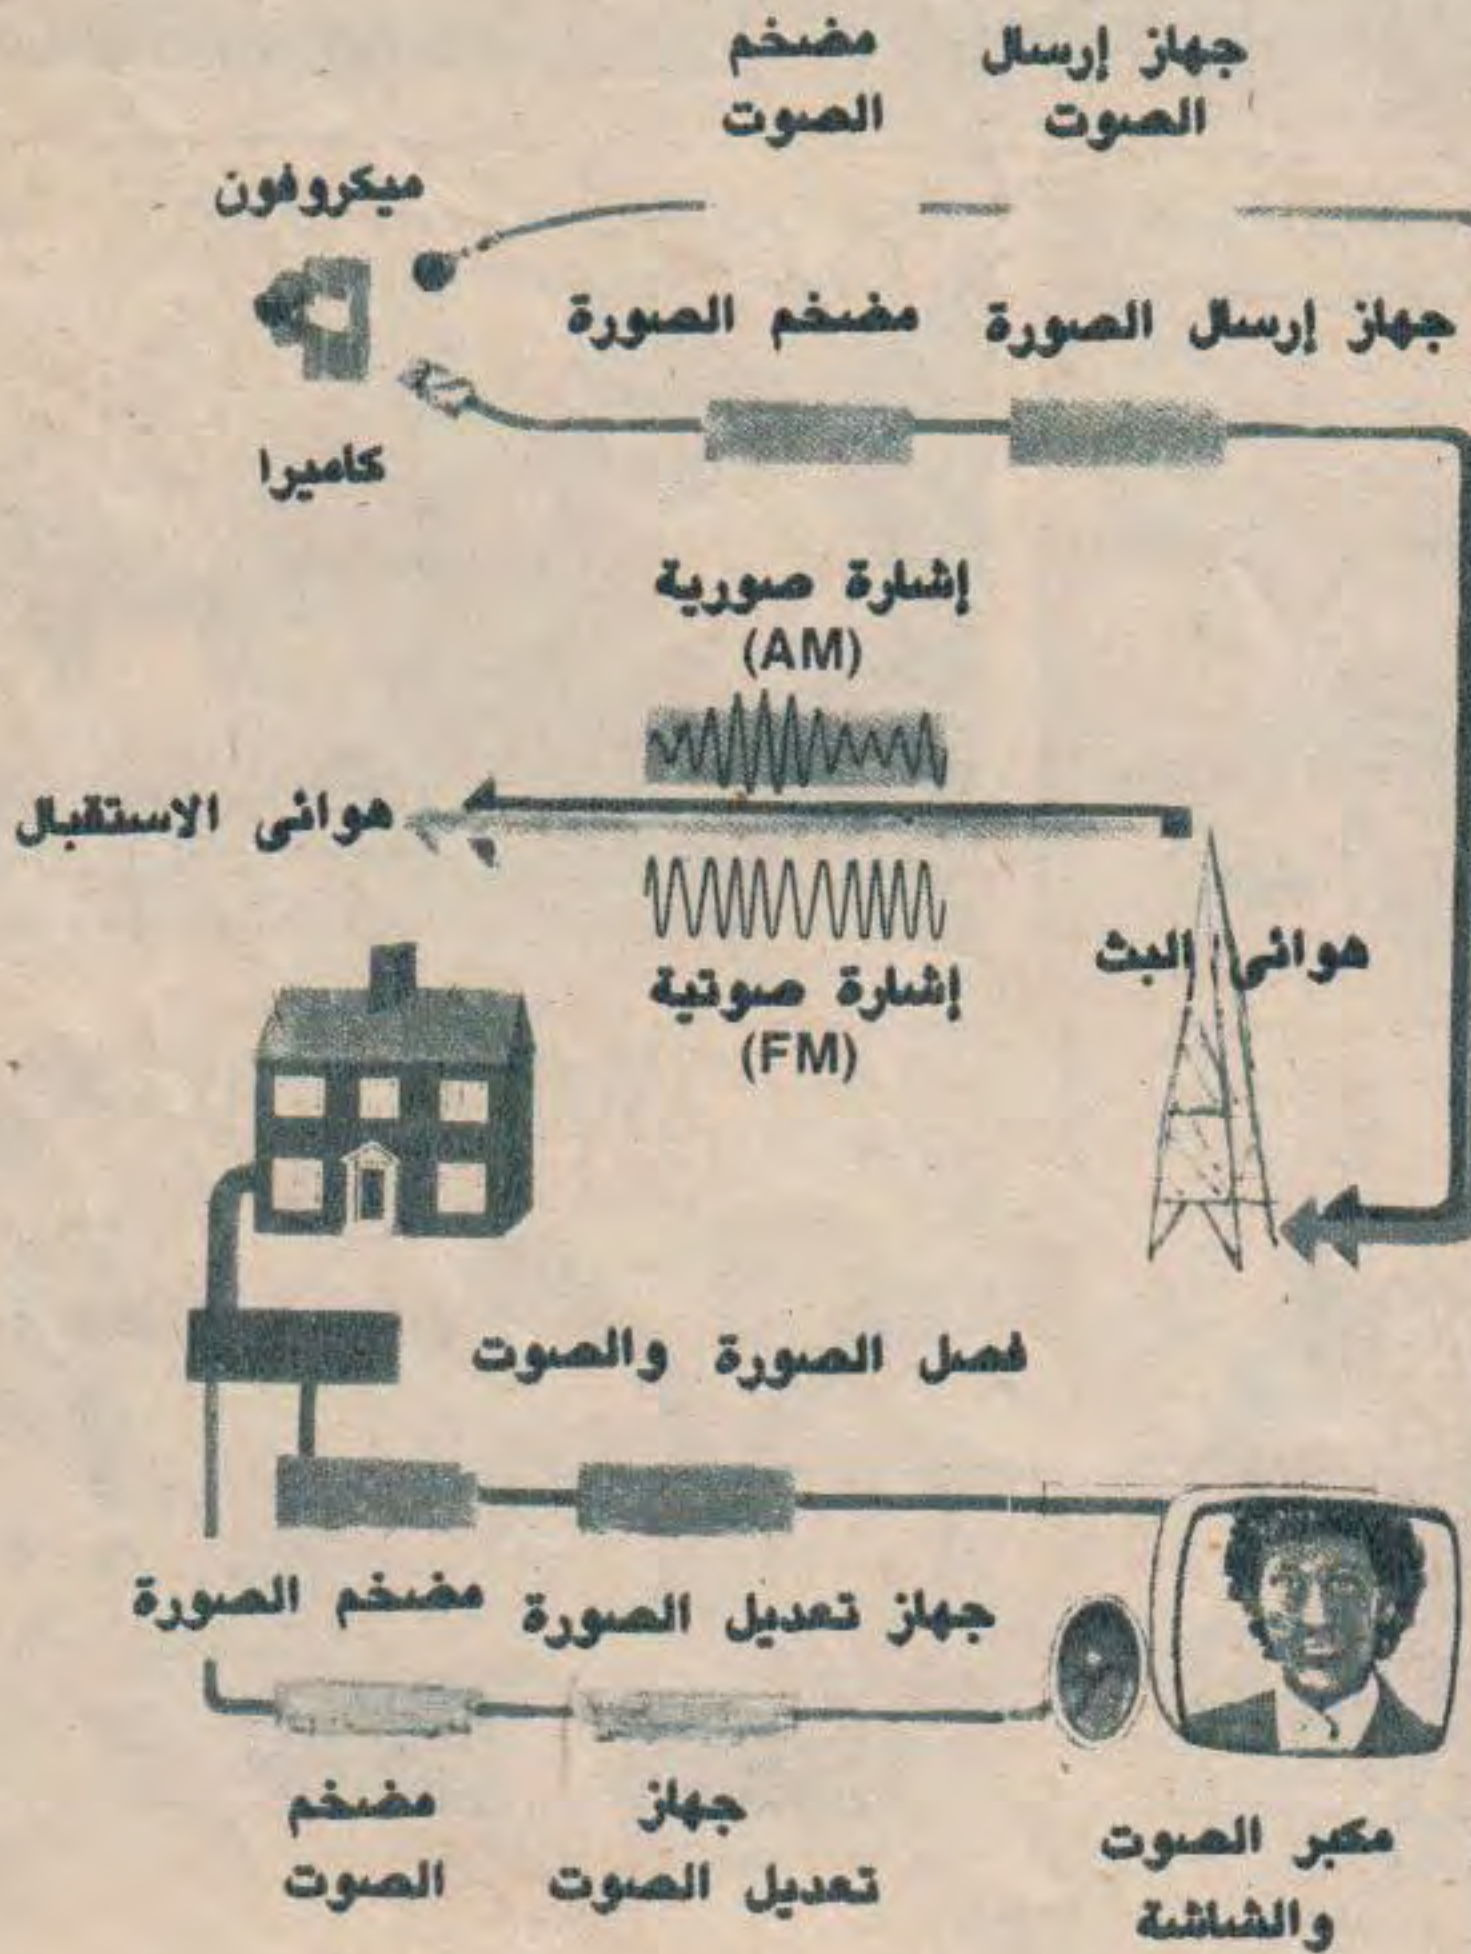 جهاز إرسال
الصوت
مضخم
الصوت
ميكروفون
جهاز إرسال الصورة
مضخم الصورة
كاميرا
إشارة صورية
(AM)
هوائى الاستقبال
هوائى البث
إشارة صوتية
(FM)
فصل الصورة والصوت
جهاز تعديل الصورة
مضخم الصورة
مكبر الصوت
والشاشة
جهاز
تعديل الصوت
مضخم
الصوت